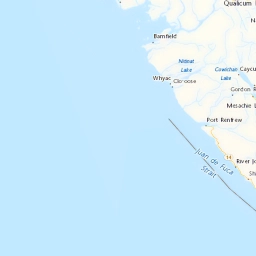 Qualicum
Bamfield
Nitinat
Lake
Cowichan
Lake
Whyac
Clo-oose
Gordon
Mesachie L
Port Renfrew
14
Juan de Fuca
Strait
River Jo